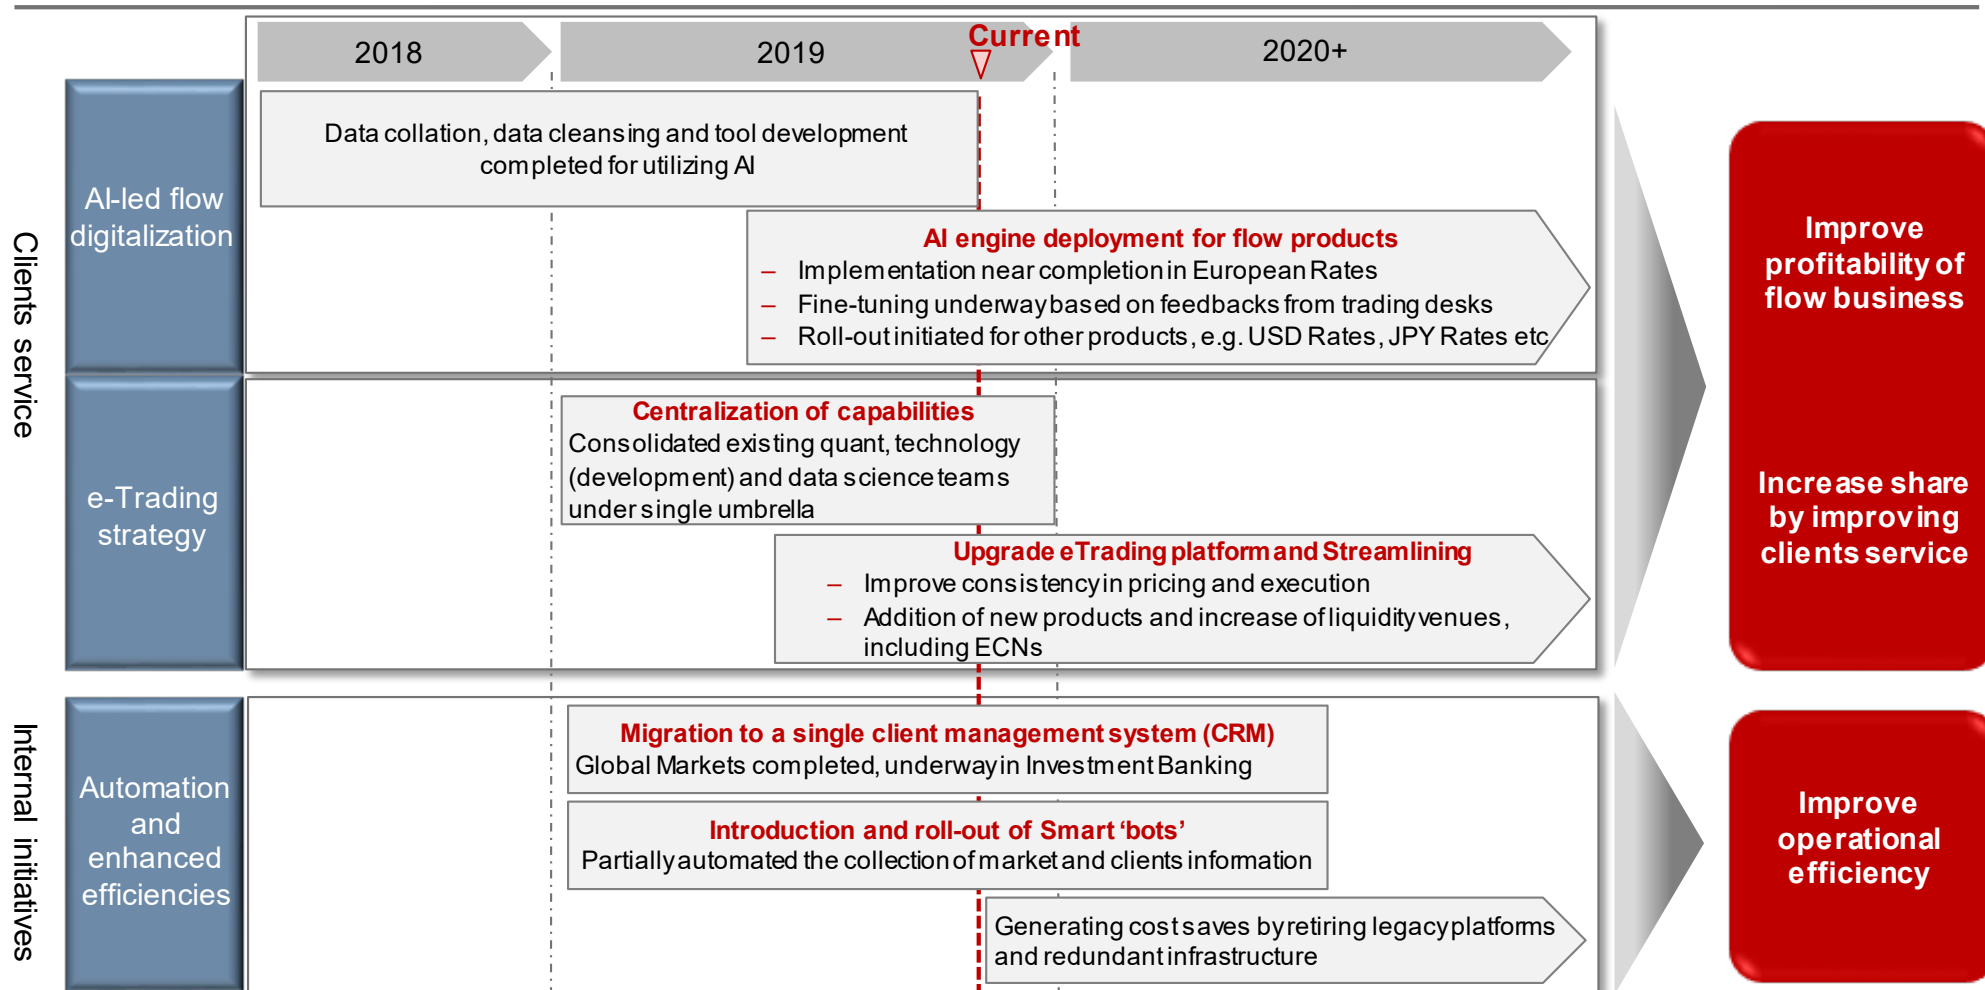 2018
2019
Current
2020+
Clients service
AI-led flow
digitalization
Data collation, data cleansing and tool development
completed for utilizing AI
AI engine deployment for flow products
– Implementation near completion in European Rates
– Fine-tuning underway based on feedbacks from trading desks
– Roll-out initiated for other products, e.g. USD Rates, JPY Rates etc
e-Trading
strategy
Centralization of capabilities
Consolidated existing quant, technology
(development) and data science teams
under single umbrella
Upgrade eTrading platform and Streamlining
– Improve consistency in pricing and execution
– Addition of new products and increase of liquidity venues,
including ECNs
Improve
profitability of
flow business
Increase share
by improving
clients service
Internal initiatives
Automation
and
enhanced
efficiencies
Migration to a single client management system (CRM)
Global Markets completed, underway in Investment Banking
Introduction and roll-out of Smart ‘bots’
Partially automated the collection of market and clients information
Generating cost saves by retiring legacy platforms
and redundant infrastructure
Improve
operational
efficiency